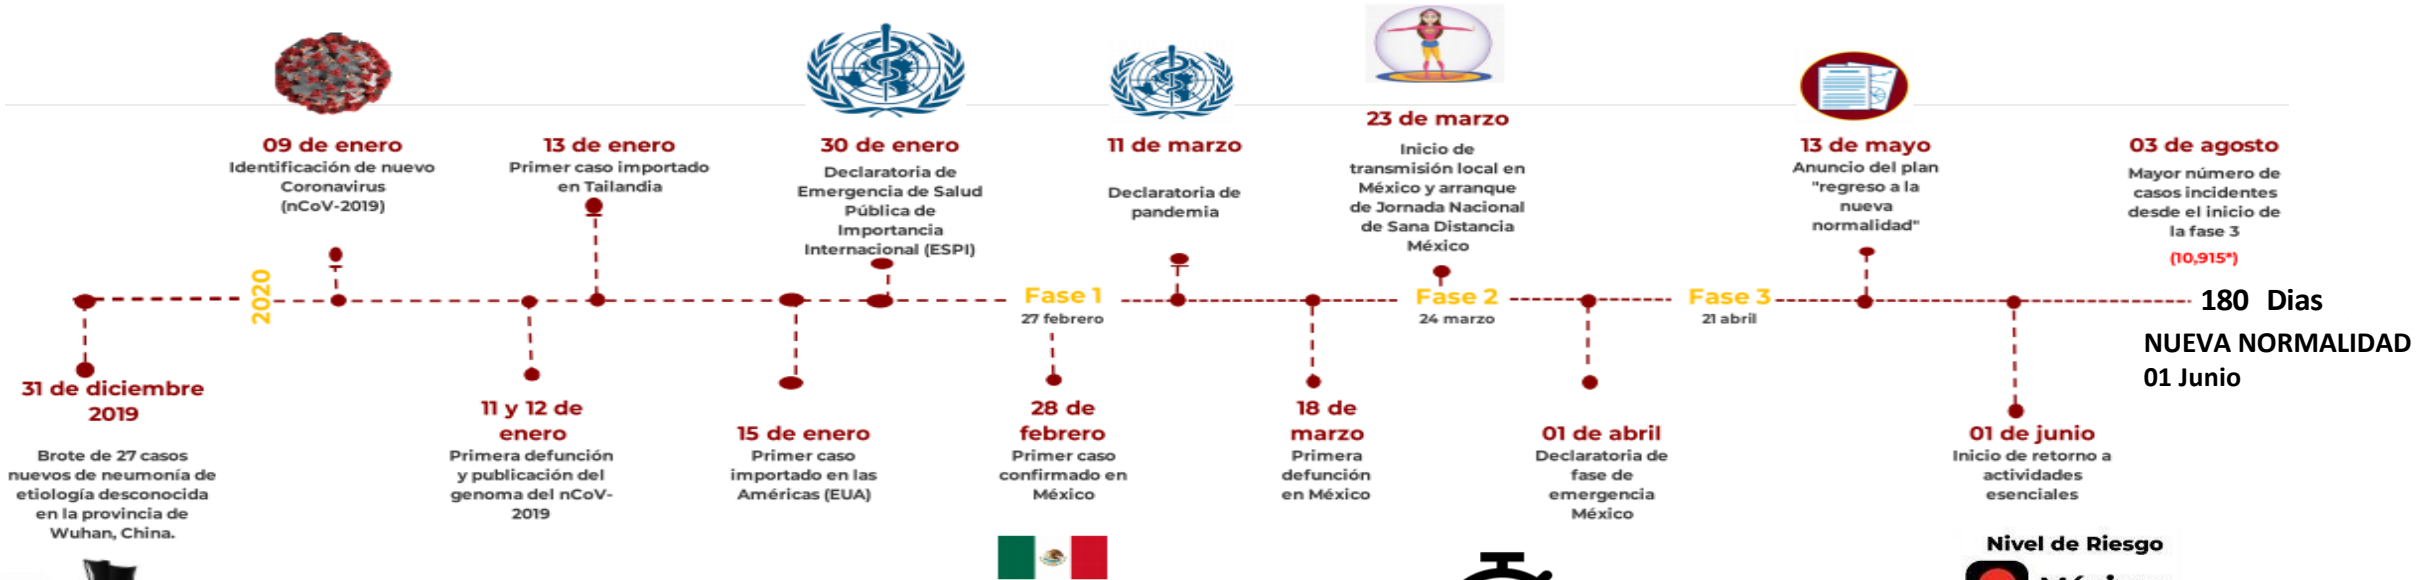 09 de enero
Identificación de nuevo
Coronavirus
(nCoV-2019)
13 de enero
Primer caso importado
en Tailandia
30 de enero
Declaratoria de
Emergencia de Salud
Pública de
Importancia
Internacional (ESPI)
11 de marzo
Declaratoria de
pandemia
23 de marzo
Inicio de
transmisión local en
México y arranque
de Jornada Nacional
de Sana Distancia
México
13 de mayo
Anuncio del plan
"regreso a la
nueva
normalidad"
03 de agosto
Mayor número de
casos incidentes
desde el inicio de
la fase 3
(10,915*)
2020
Fase 1
27 febrero
Fase 2
24 marzo
Fase 3
21 abril
180 Dias
NUEVA NORMALIDAD
01 Junio
31 de diciembre
2019
Brote de 27 casos
nuevos de neumonía de
etiología desconocida
en la provincia de
Wuhan, China.
11 y 12 de
enero
Primera defunción
y publicación del
genoma del nCoV-
2019
15 de enero
Primer caso
importado en las
Américas (EUA)
28 de
febrero
Primer caso
confirmado en
México
18 de
marzo
Primera
defunción
en México
01 de abril
Declaratoria de
fase de
emergencia
México
01 de junio
Inicio de retorno a
actividades
esenciales
Nivel de Riesgo